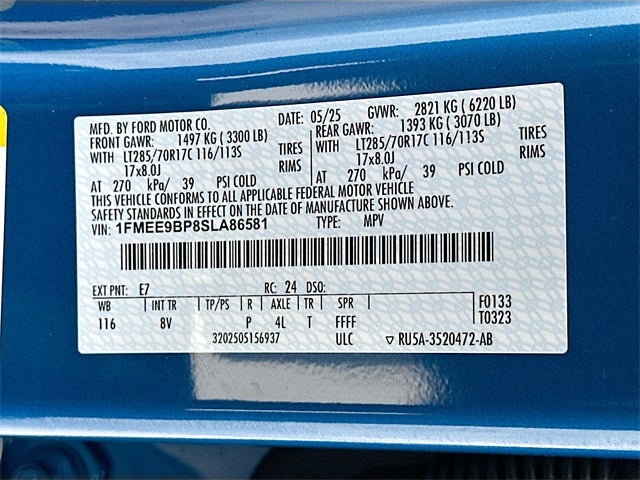 MFD. BY FORD MOTOR CO.
DATE: 05/25 GVWR: 2821 KG ( 6220 LB)
FRONT GAWR: 1497 KG ( 3300 LB)
REAR GAWR: 1393 KG ( 3070 LB)
WITH LT285/70R17C 116/113S TIRES
WITH LT285/70R17C 116/113S TIRES
17x8.0J RIMS
17x8.0J RIMS
AT 270 kPa/ 39 PSI COLD
AT 270 kPa/ 39 PSI COLD
THIS VEHICLE CONFORMS TO ALL APPLICABLE FEDERAL MOTOR VEHICLE
SAFETY STANDARDS IN EFFECT ON THE DATE OF MANUFACTURE SHOWN ABOVE.
VIN: 1FMEE9BP8SLA86581 TYPE: MPV
EXT PNT: E7 RC: 24 DSO:
WB INT TR TP/PS R AXLE TR SPR F0133
116 8V P 4L T FFFF T0323
3202505156937 ULC ▽ RU5A-3520472-AB